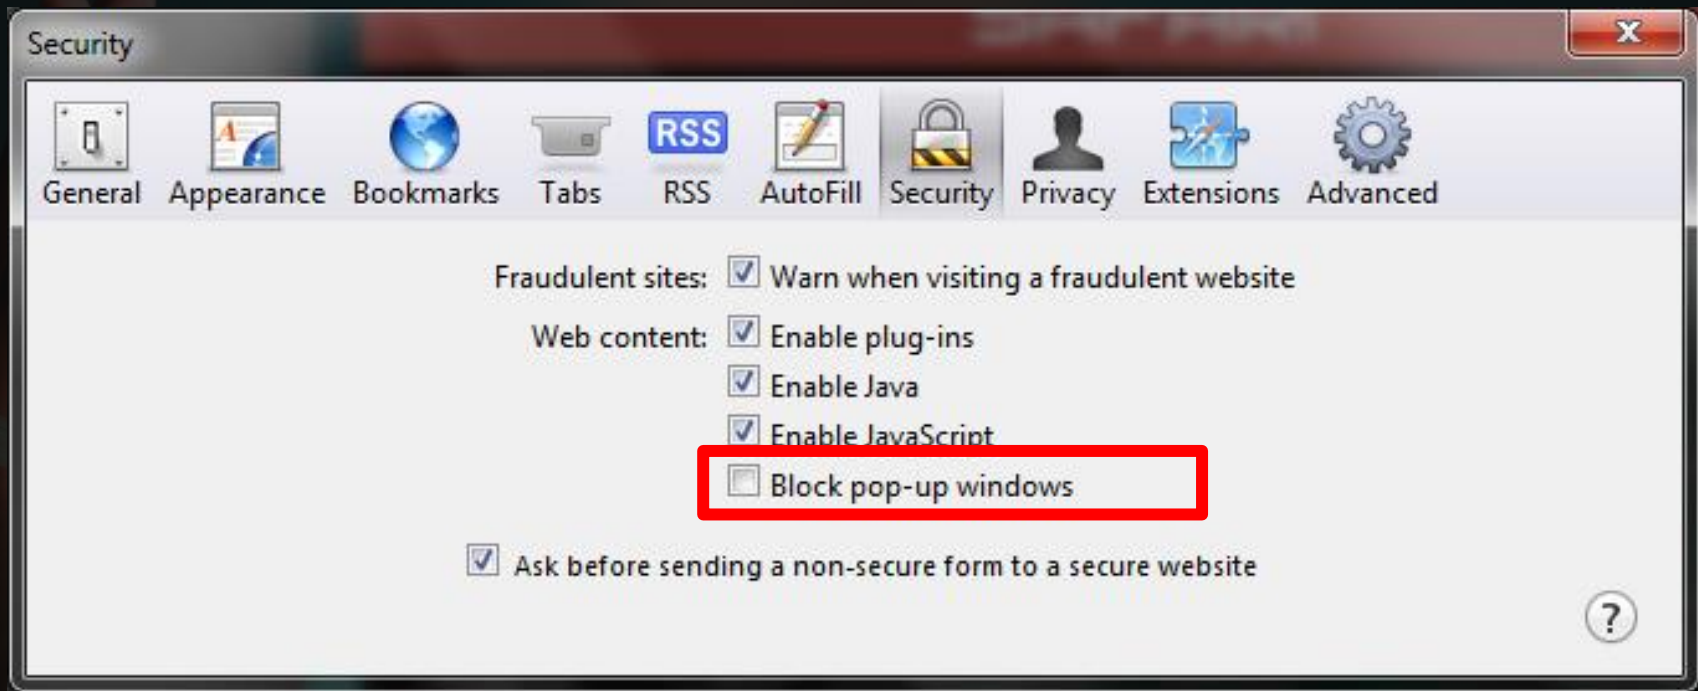 SAFARI
Security
x
RSS
General Appearance Bookmarks Tabs RSS AutoFill Security Privacy Extensions Advanced
Fraudulent sites: Warn when visiting a fraudulent website
Web content: Enable plug-ins
Enable Java
Enable JavaScript
Block pop-up windows
Ask before sending a non-secure form to a secure website
?